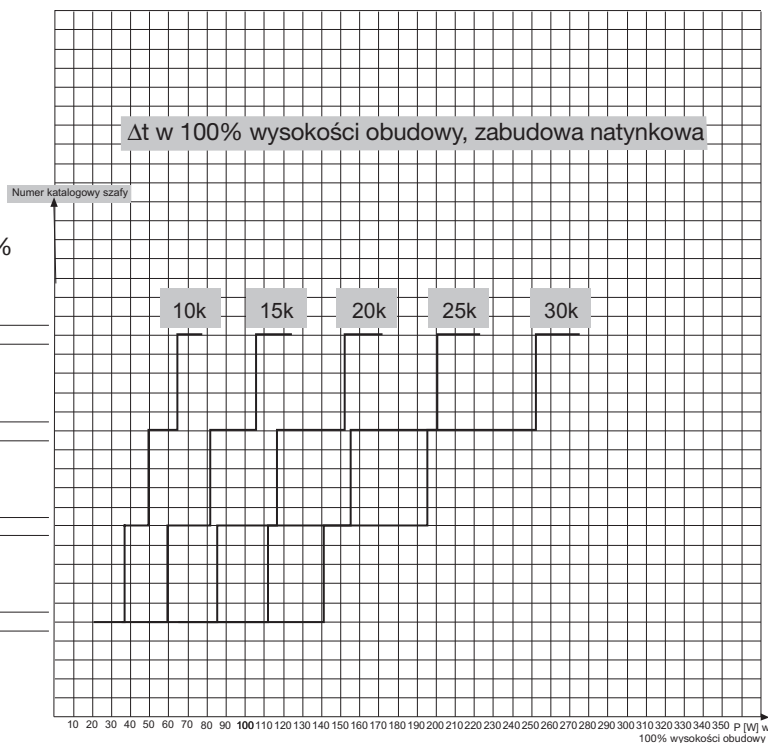 Δt w 100% wysokości obudowy, zabudowa natynkowa
Numer katalogowy szafy
%
10k 15k 20k 25k 30k
10 20 30 40 50 60 70 80 90 100 110 120 130 140 150 160 170 180 190 200 210 220 230 240 250 260 270 280 290 300 310 320 330 340 350 P [W] w
100% wysokości obudowy